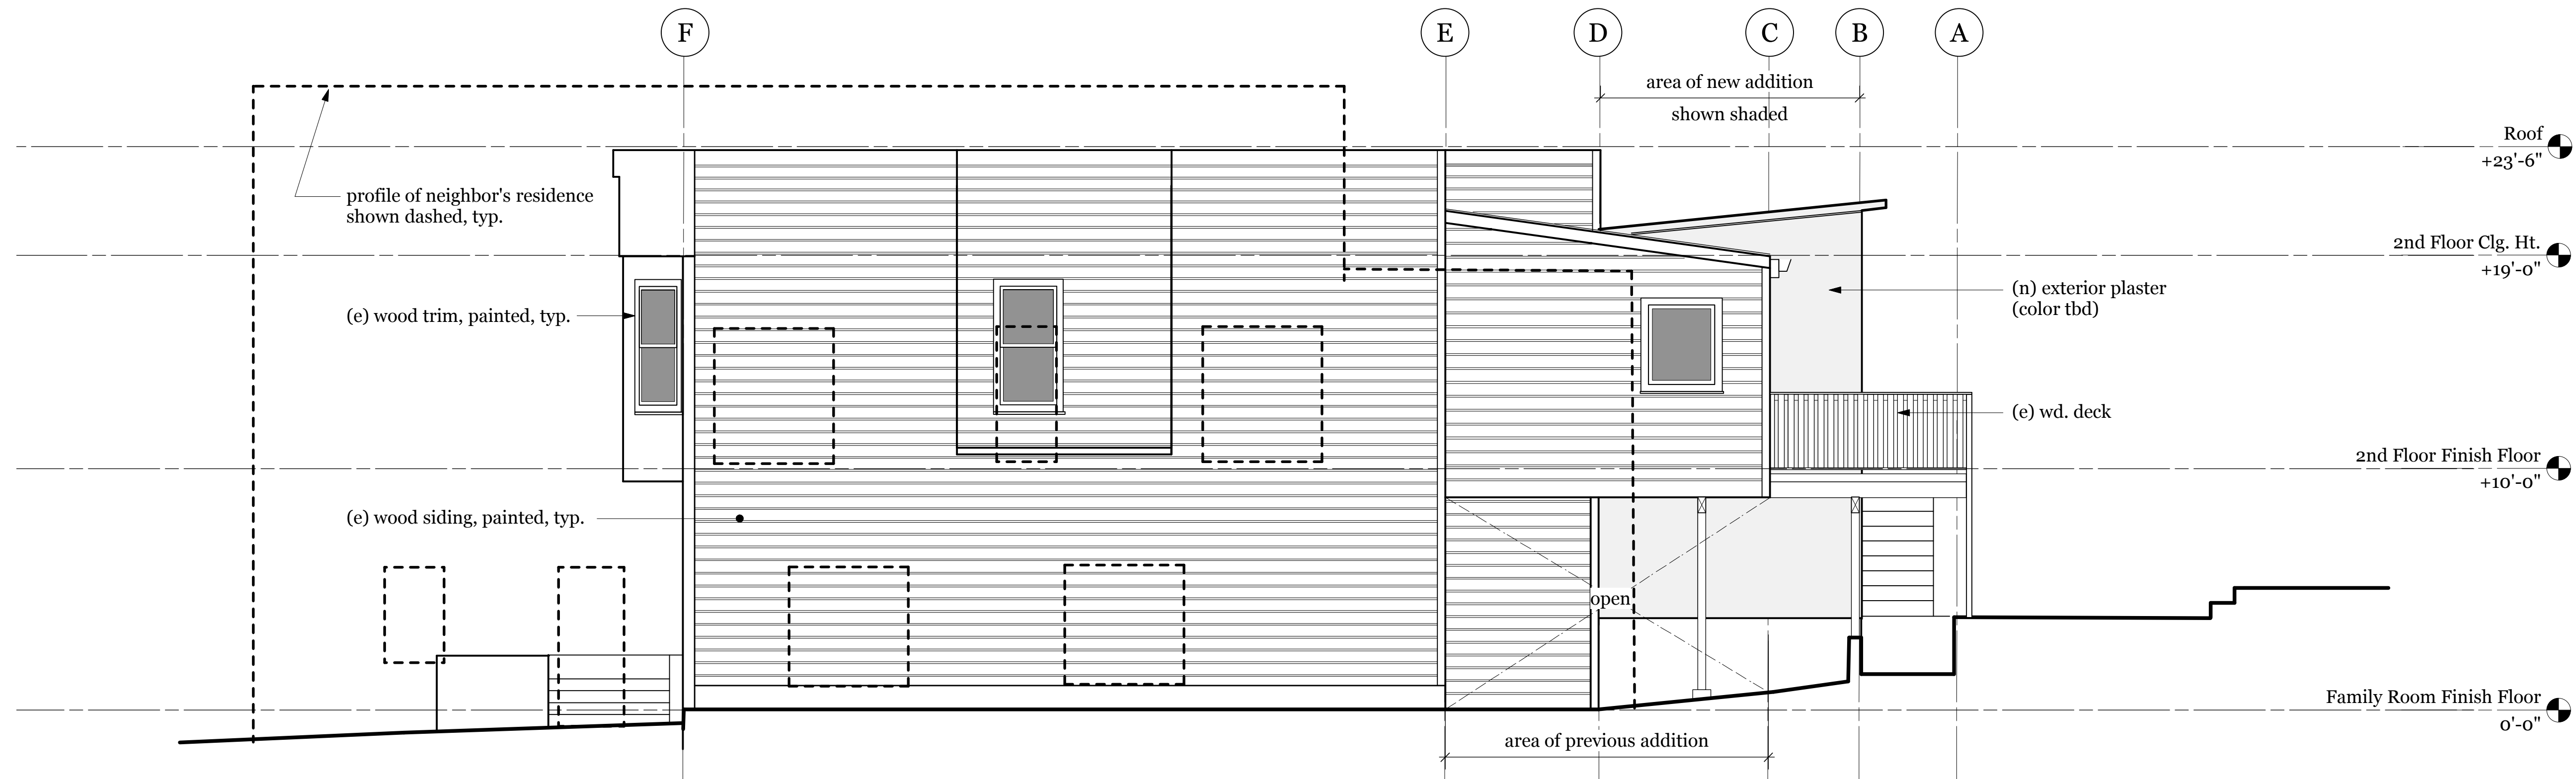 F
E
D
C
B
A
area of new addition
shown shaded
Roof
+23'-6"
profile of neighbor's residence
shown dashed, typ.
2nd Floor Clg. Ht.
+19'-0"
(n) exterior plaster
(color tbd)
(e) wood trim, painted, typ.
(e) wd. deck
2nd Floor Finish Floor
+10'-0"
(e) wood siding, painted, typ.
open
Family Room Finish Floor
0'-0"
area of previous addition